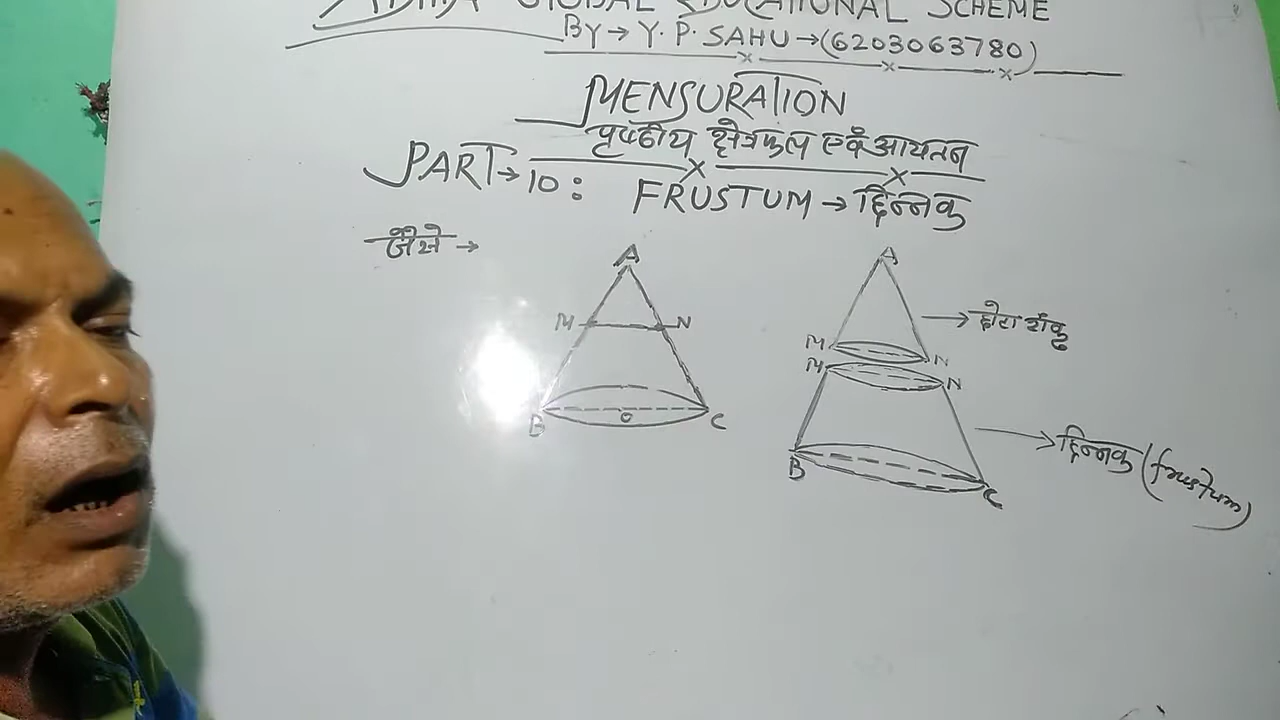 GLOBAL EDUCATIONAL SCHEME
BY → Y. P. SAHU → (6203063780)
MENSURATION
पृष्ठीय क्षेत्रफल एवं आयतन
PART → 10 : FRUSTUM → छिन्नक
जैसे →
A
M N
B O C
A
M N
→ छोटा शंकु
M N
B C
→ छिन्नक (frustum)